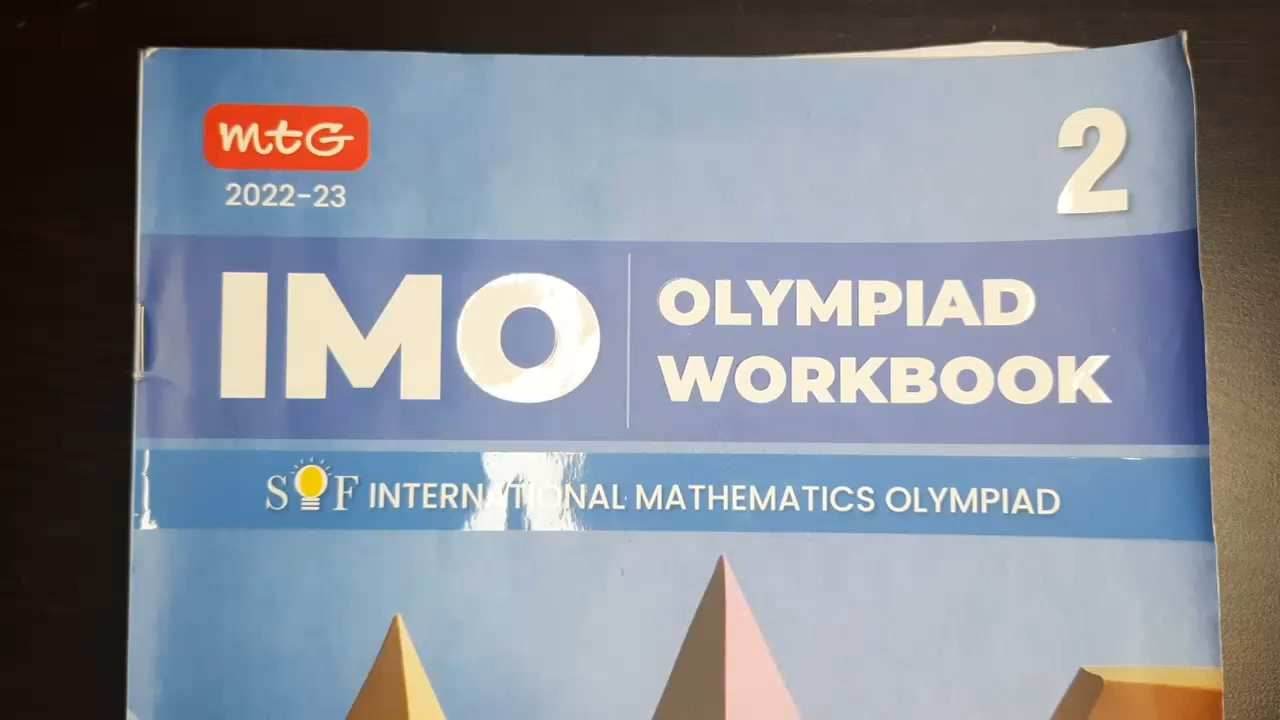 mtG
2022-23
2
IMO
OLYMPIAD
WORKBOOK
SOF INTERNATIONAL MATHEMATICS OLYMPIAD